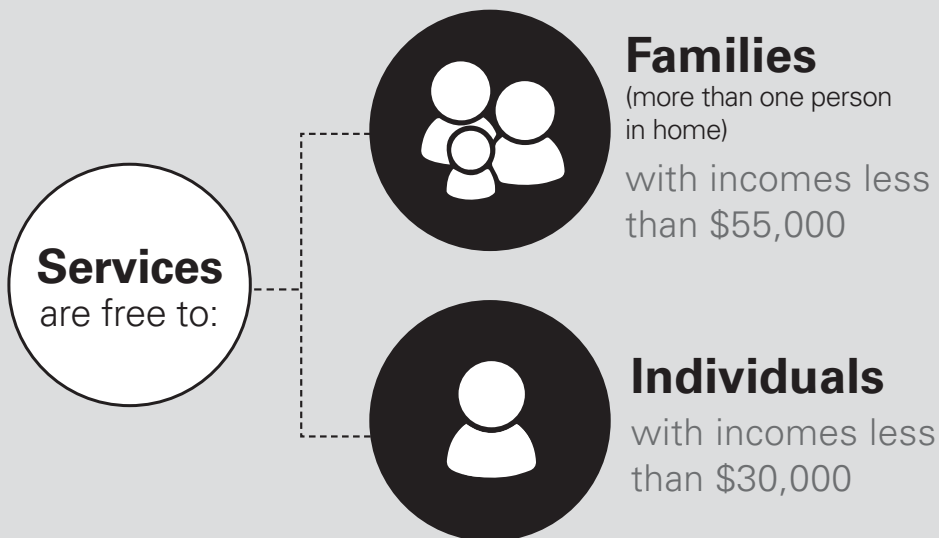 Services
are free to:
Families
(more than one person
in home)
with incomes less
than $55,000
Individuals
with incomes less
than $30,000